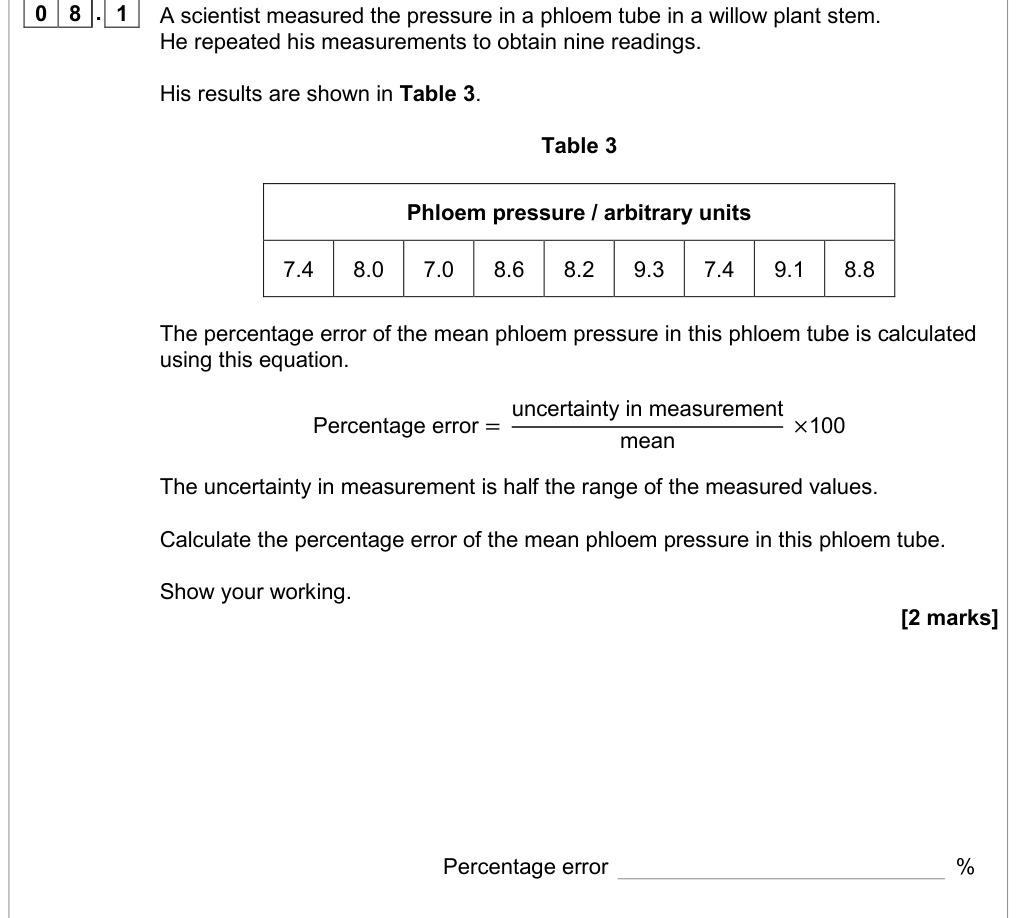 08.1 A scientist measured the pressure in a phloem tube in a willow plant stem.
He repeated his measurements to obtain nine readings.
His results are shown in Table 3.
Table 3
Phloem pressure / arbitrary units
7.4 8.0 7.0 8.6 8.2 9.3 7.4 9.1 8.8
The percentage error of the mean phloem pressure in this phloem tube is calculated
using this equation.
Percentage error = uncertainty in measurement / mean ×100
The uncertainty in measurement is half the range of the measured values.
Calculate the percentage error of the mean phloem pressure in this phloem tube.
Show your working.
[2 marks]
Percentage error %